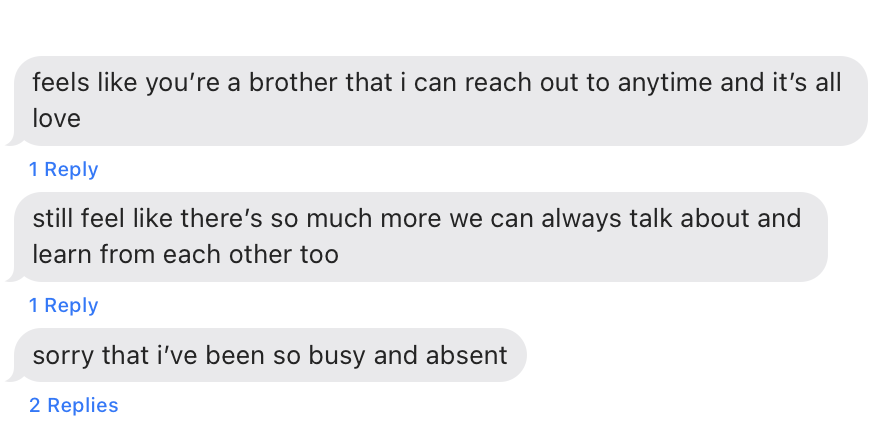 feels like you’re a brother that i can reach out to anytime and it’s all
love
1 Reply
still feel like there’s so much more we can always talk about and
learn from each other too
1 Reply
sorry that i’ve been so busy and absent
2 Replies